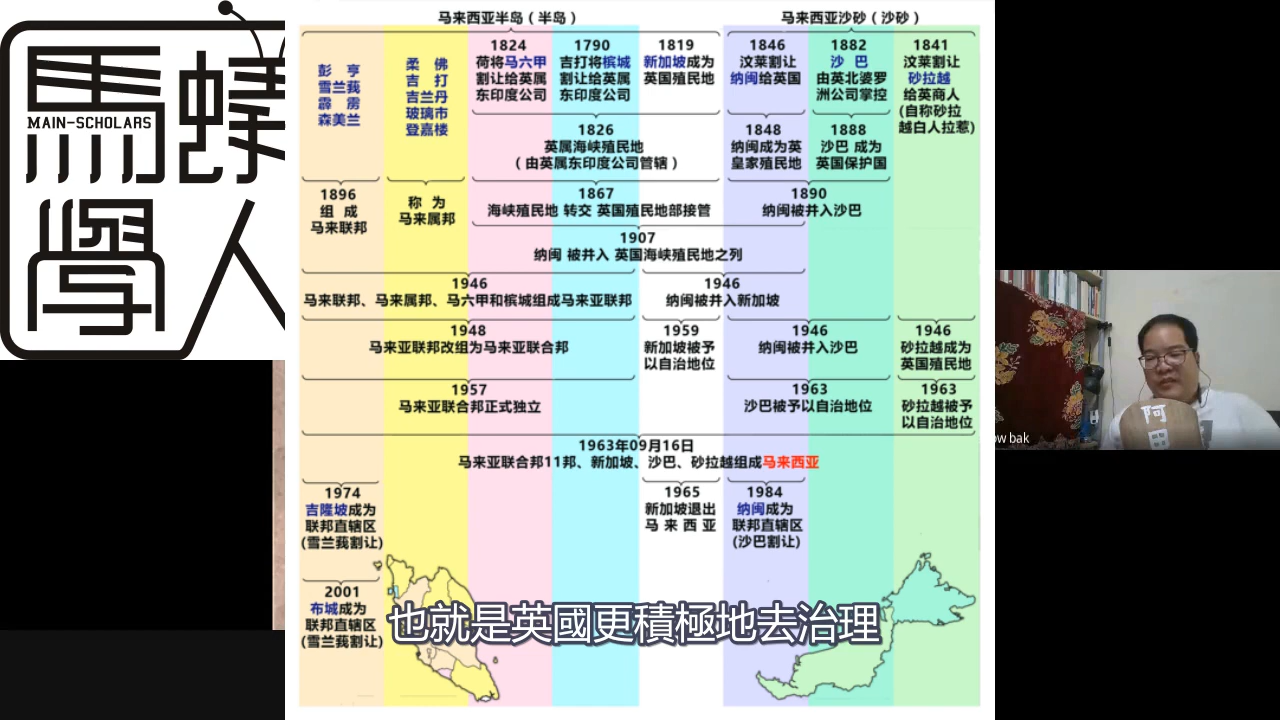 馬蜂
MAIN-SCHOLARS
學人
马来西亚半岛（半岛）
马来西亚沙砂（沙砂）
彭 亨
雪兰莪
霹 雳
森美兰
柔 佛
吉 打
吉兰丹
玻璃市
登嘉楼
1824
荷将马六甲
割让给英属
东印度公司
1790
吉打将槟城
割让给英属
东印度公司
1819
新加坡成为
英国殖民地
1846
汶莱割让
纳闽给英国
1882
沙 巴
由英北婆罗
洲公司掌控
1841
汶莱割让
砂拉越
给英商人
(自称砂拉
越白人拉惹)
1826
英属海峡殖民地
（由英属东印度公司管辖）
1848
纳闽成为英
皇家殖民地
1888
沙巴 成为
英国保护国
1896
组 成
马来联邦
称 为
马来属邦
1867
海峡殖民地 转交 英国殖民地部接管
1890
纳闽被并入沙巴
1907
纳闽 被并入 英国海峡殖民地之列
1946
马来联邦、马来属邦、马六甲和槟城组成马来亚联邦
1946
纳闽被并入新加坡
1948
马来亚联邦改组为马来亚联合邦
1959
新加坡被予
以自治地位
1946
纳闽被并入沙巴
1946
砂拉越成为
英国殖民地
1957
马来亚联合邦正式独立
1963
沙巴被予以自治地位
1963
砂拉越被予
以自治地位
1963年09月16日
马来亚联合邦11邦、新加坡、沙巴、砂拉越组成马来西亚
1974
吉隆坡成为
联邦直辖区
(雪兰莪割让)
1965
新加坡退出
马 来 西 亚
1984
纳闽成为
联邦直辖区
(沙巴割让)
2001
布城成为
联邦直辖区
(雪兰莪割让)
也就是英國更積極地去治理
ow bak
阿